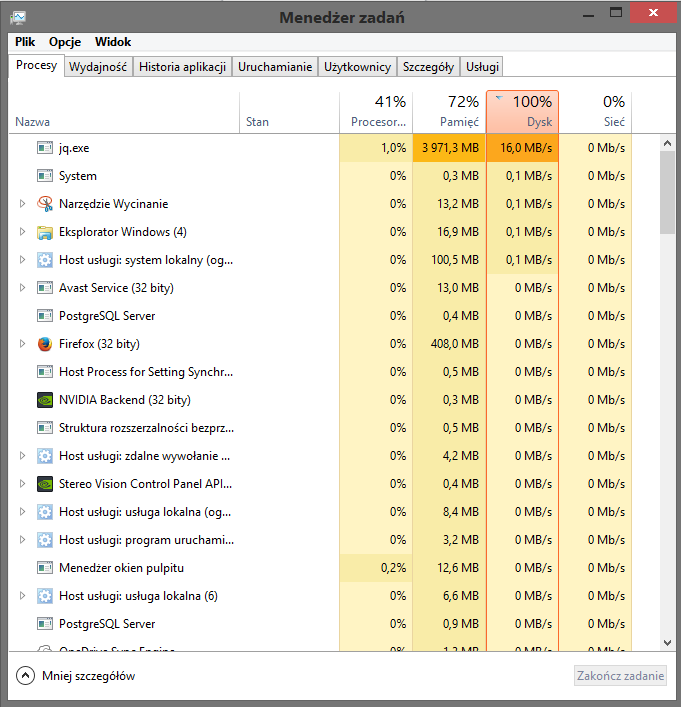 Menedżer zadań
Plik Opcje Widok
Procesy Wydajność Historia aplikacji Uruchamianie Użytkownicy Szczegóły Usługi
41% 72% 100% 0%
Nazwa Stan Procesor... Pamięć Dysk Sieć
jq.exe 1,0% 3 971,3 MB 16,0 MB/s 0 Mb/s
System 0% 0,3 MB 0,1 MB/s 0 Mb/s
Narzędzie Wycinanie 0% 13,2 MB 0,1 MB/s 0 Mb/s
Eksplorator Windows (4) 0% 16,9 MB 0,1 MB/s 0 Mb/s
Host usługi: system lokalny (og... 0% 100,5 MB 0,1 MB/s 0 Mb/s
Avast Service (32 bity) 0% 13,0 MB 0 MB/s 0 Mb/s
PostgreSQL Server 0% 0,4 MB 0 MB/s 0 Mb/s
Firefox (32 bity) 0% 408,0 MB 0 MB/s 0 Mb/s
Host Process for Setting Synchr... 0% 0,5 MB 0 MB/s 0 Mb/s
NVIDIA Backend (32 bity) 0% 0,3 MB 0 MB/s 0 Mb/s
Struktura rozszerzalności bezprz... 0% 0,5 MB 0 MB/s 0 Mb/s
Host usługi: zdalne wywołanie ... 0% 4,2 MB 0 MB/s 0 Mb/s
Stereo Vision Control Panel API... 0% 0,4 MB 0 MB/s 0 Mb/s
Host usługi: usługa lokalna (og... 0% 8,4 MB 0 MB/s 0 Mb/s
Host usługi: program uruchami... 0% 3,2 MB 0 MB/s 0 Mb/s
Menedżer okien pulpitu 0,2% 12,6 MB 0 MB/s 0 Mb/s
Host usługi: usługa lokalna (6) 0% 6,6 MB 0 MB/s 0 Mb/s
PostgreSQL Server 0% 0,9 MB 0 MB/s 0 Mb/s
OneDrive Sync Engine 0% 1,3 MB 0 MB/s 0 Mb/s
Mniej szczegółów Zakończ zadanie